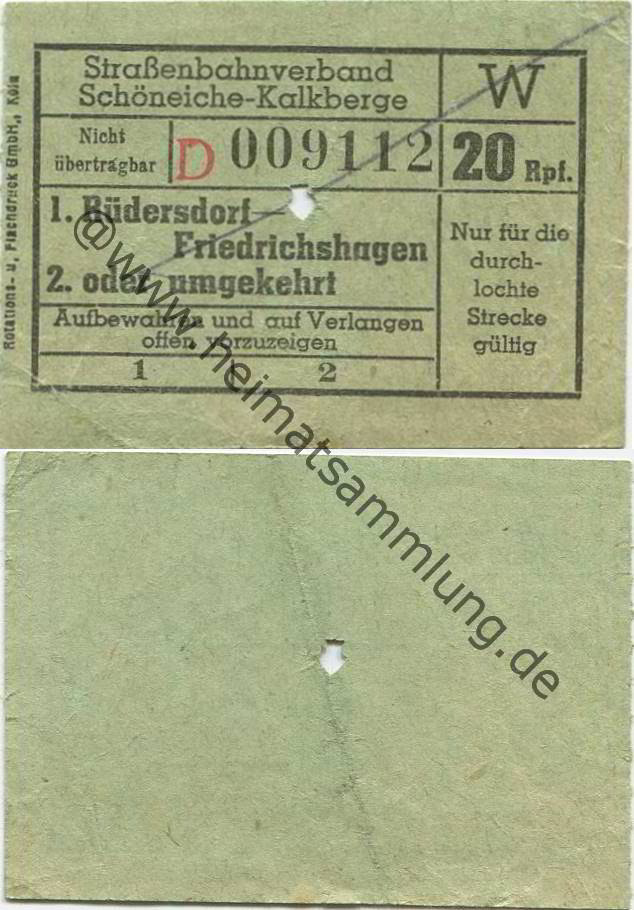 Straßenbahnverband
Schöneiche-Kalkberge
W
Nicht
übertragbar
D 009112
20 Rpf.
1. Rüdersdorf—
Friedrichshagen
2. oder umgekehrt
Nur für die
durch-
lochte
Strecke
gültig
Aufbewahren und auf Verlangen
offen vorzuzeigen
1 2
Rotations- u. Flachdruck GmbH., Köln
@www.heimatsammlung.de